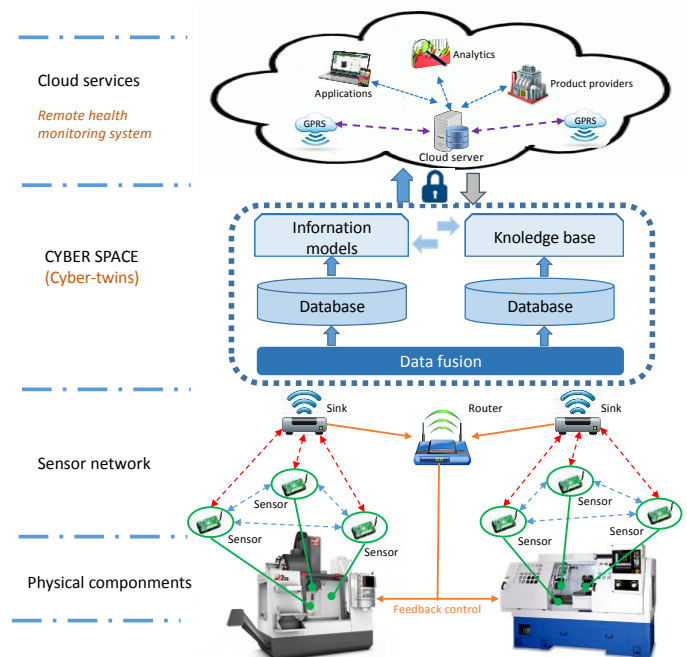 Cloud services
Remote health
monitoring system
Analytics
Applications
Product providers
GPRS
GPRS
Cloud server
CYBER SPACE
(Cyber-twins)
Infornation
models
Knoledge base
Database
Database
Data fusion
Sink
Router
Sink
Sensor network
Sensor
Sensor
Sensor
Sensor
Sensor
Sensor
Physical componments
Feedback control